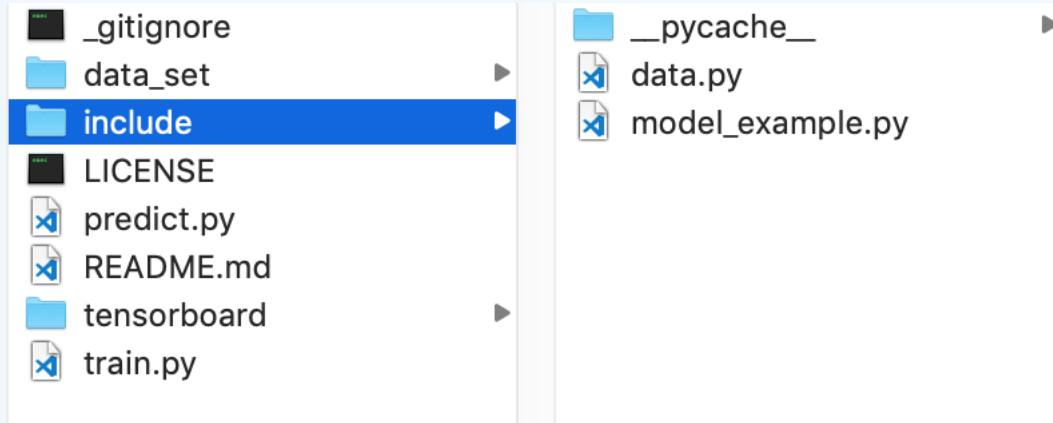 _gitignore
data_set
include
LICENSE
predict.py
README.md
tensorboard
train.py
__pycache__
data.py
model_example.py